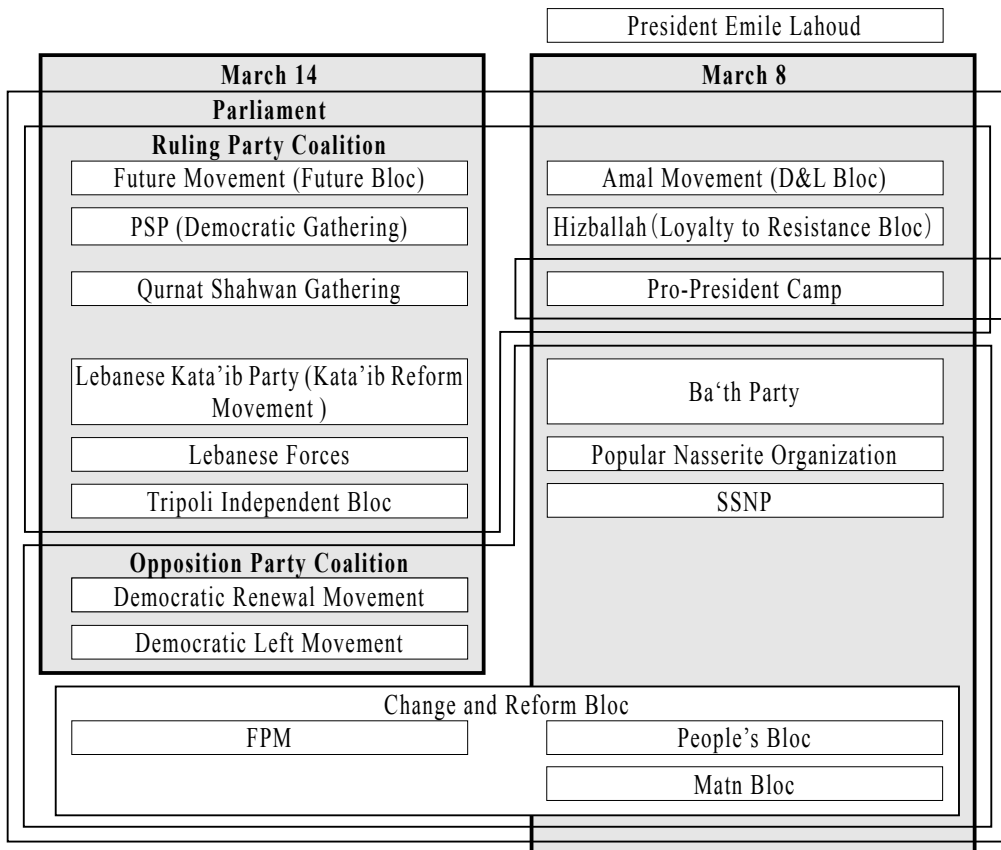 President Emile Lahoud
March 14
March 8
Parliament
Ruling Party Coalition
Future Movement (Future Bloc)
Amal Movement (D&L Bloc)
PSP (Democratic Gathering)
Hizballah(Loyalty to Resistance Bloc)
Qurnat Shahwan Gathering
Pro-President Camp
Lebanese Kata’ib Party (Kata’ib Reform
Movement )
Ba‘th Party
Lebanese Forces
Popular Nasserite Organization
Tripoli Independent Bloc
SSNP
Opposition Party Coalition
Democratic Renewal Movement
Democratic Left Movement
Change and Reform Bloc
FPM
People’s Bloc
Matn Bloc